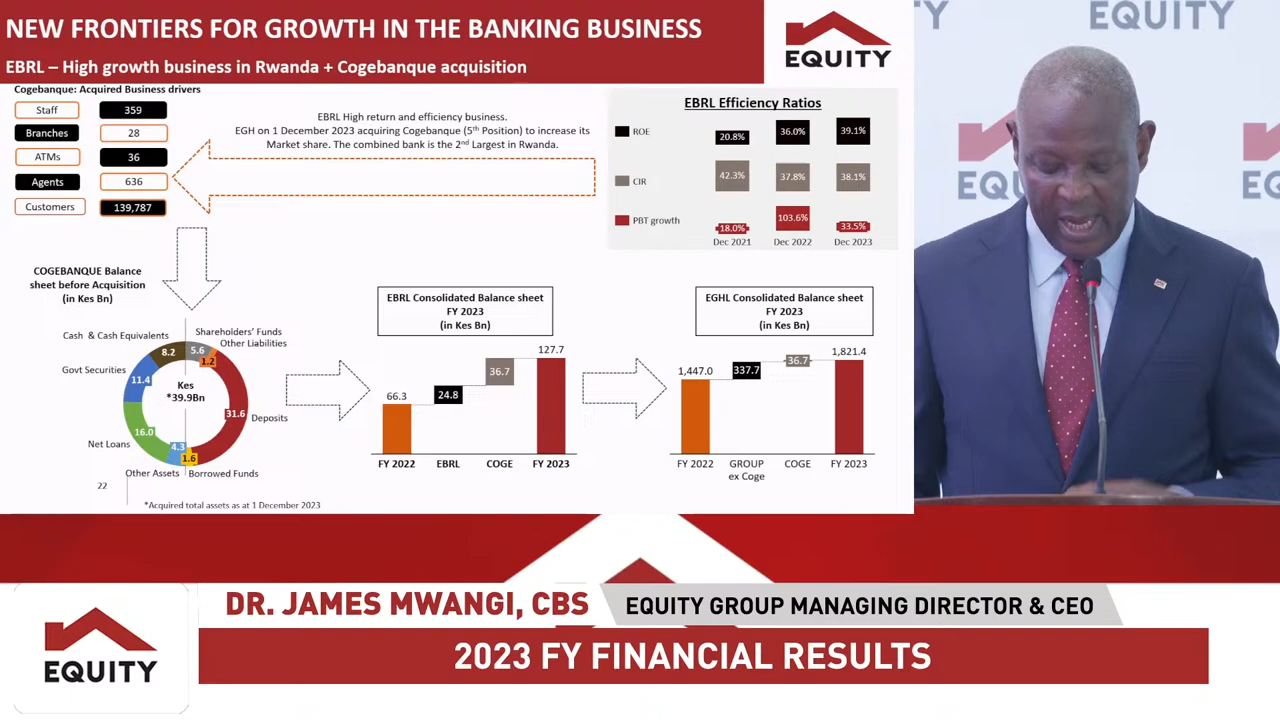 NEW FRONTIERS FOR GROWTH IN THE BANKING BUSINESS
EBRL – High growth business in Rwanda + Cogebanque acquisition
EQUITY
Cogebanque: Acquired Business drivers
Staff 359
Branches 28
ATMs 36
Agents 636
Customers 139,787
EBRL High return and efficiency business.
EGH on 1 December 2023 acquiring Cogebanque (5th Position) to increase its
Market share. The combined bank is the 2nd Largest in Rwanda.
EBRL Efficiency Ratios
ROE 20.8% 36.0% 39.1%
CIR 42.3% 37.8% 38.1%
PBT growth 18.0% 103.6% 33.5%
Dec 2021 Dec 2022 Dec 2023
COGEBANQUE Balance
sheet before Acquisition
(in Kes Bn)
Cash & Cash Equivalents
Shareholders' Funds
Other Liabilities
Govt Securities
Deposits
Net Loans
Other Assets
Borrowed Funds
8.2
5.6
1.2
11.4
Kes
*39.9Bn
31.6
16.0
4.3
1.6
22
*Acquired total assets as at 1 December 2023
EBRL Consolidated Balance sheet
FY 2023
(in Kes Bn)
66.3
24.8
36.7
127.7
FY 2022 EBRL COGE FY 2023
EGHL Consolidated Balance sheet
FY 2023
(in Kes Bn)
1,447.0
337.7
36.7
1,821.4
FY 2022 GROUP COGE FY 2023
ex Coge
TY
EQUITY
EQU
EQ
DR. JAMES MWANGI, CBS
EQUITY GROUP MANAGING DIRECTOR & CEO
EQUITY
2023 FY FINANCIAL RESULTS